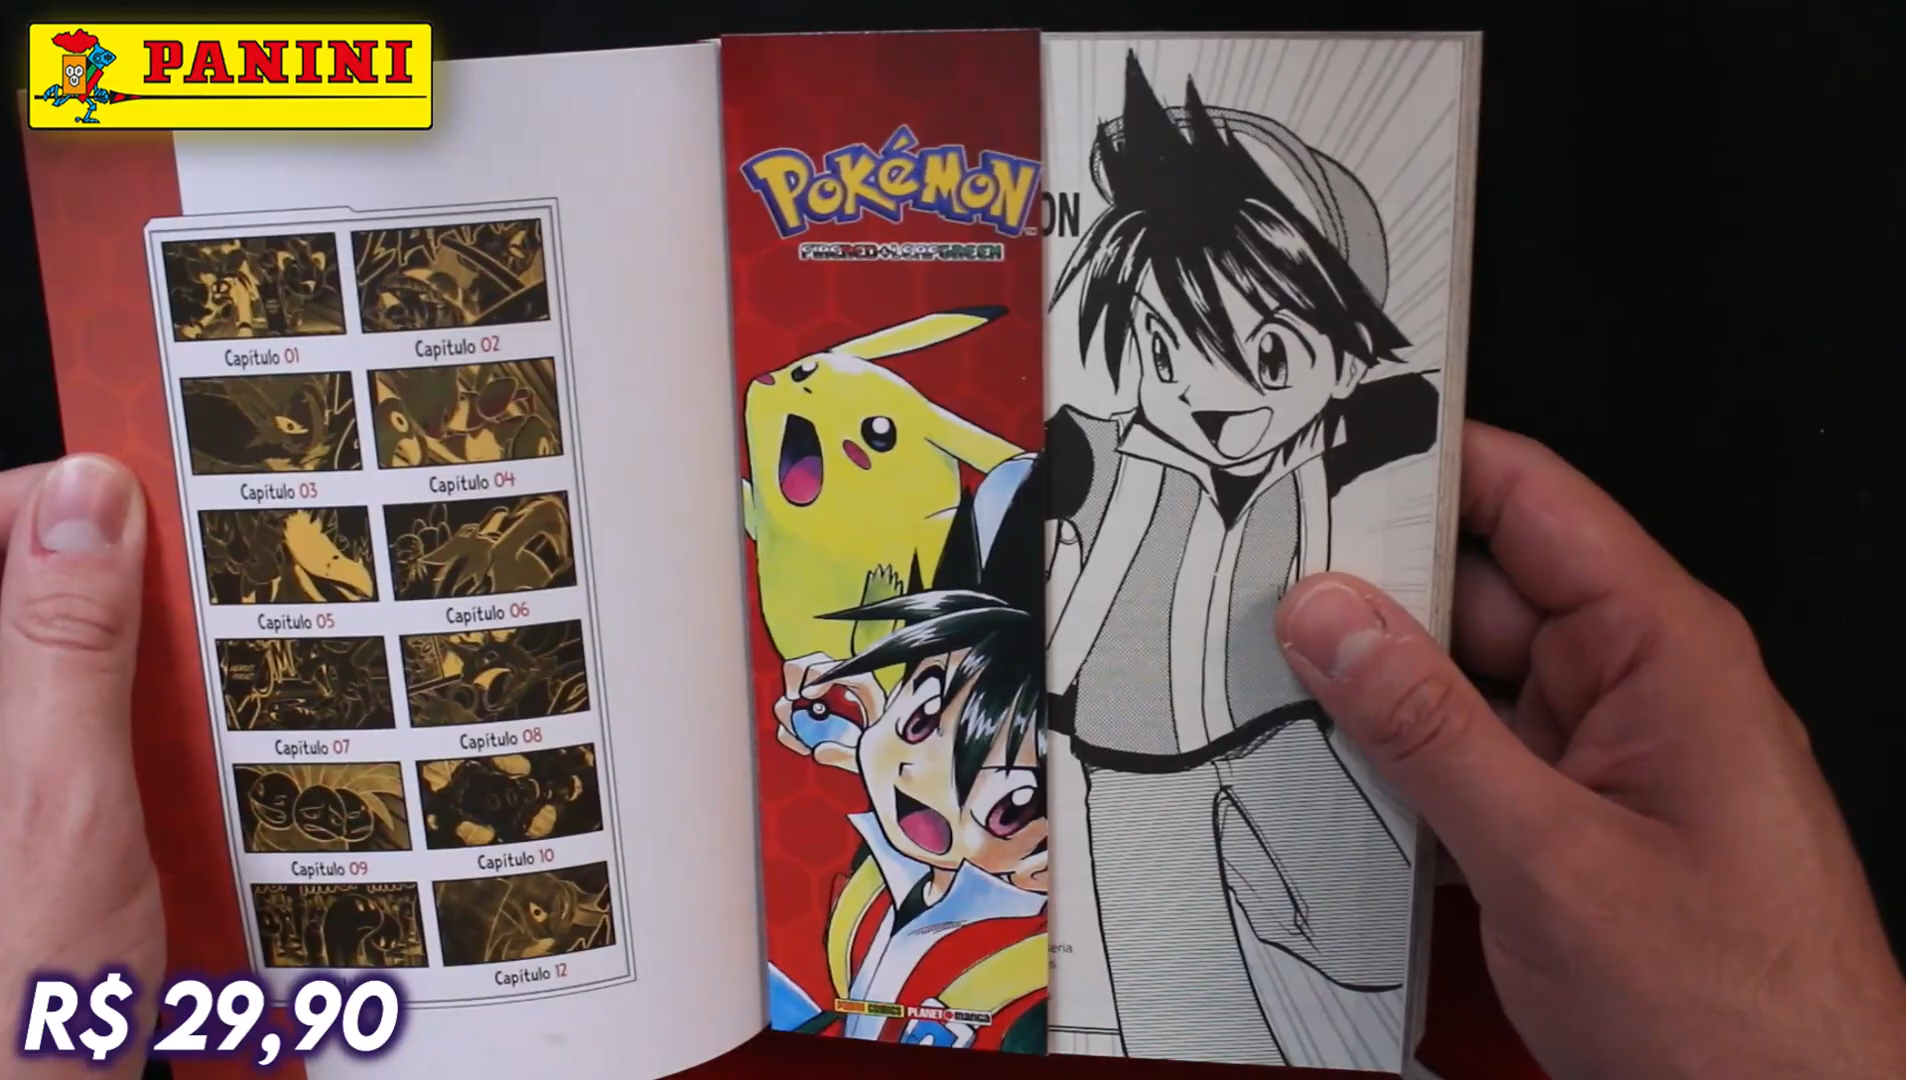 PANINI
POKéMON
FIRERED & LEAFGREEN
ON
Capítulo 01
Capítulo 02
Capítulo 03
Capítulo 04
Capítulo 05
Capítulo 06
Capítulo 07
Capítulo 08
Capítulo 09
Capítulo 10
Capítulo 12
PANINI COMICS
PLANET manga
R$ 29,90